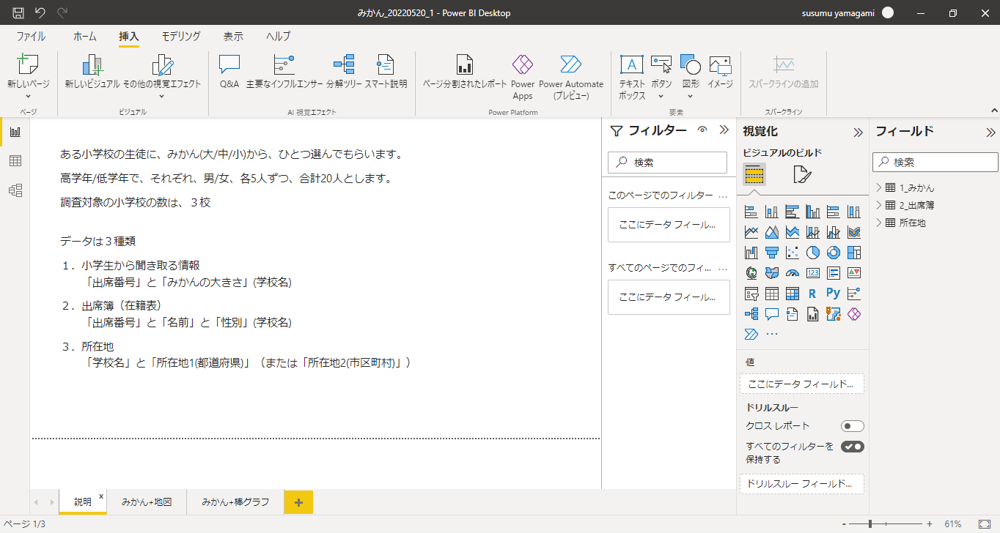 みかん_20220520_1 - Power BI Desktop
susumu yamagami
ファイル ホーム 挿入 モデリング 表示 ヘルプ
新しいページ
ページ
新しいビジュアル
その他の視覚エフェクト
ビジュアル
Q&A
主要なインフルエンサー
分解ツリー
スマート説明
AI 視覚エフェクト
ページ分割されたレポート
Power
Apps
Power Automate
(プレビュー)
Power Platform
テキスト
ボックス
A
ボタン
図形
イメージ
要素
スパークラインの追加
スパークライン
ある小学校の生徒に、みかん(大/中/小)から、ひとつ選んでもらいます。
高学年/低学年で、それぞれ、男/女、各5人ずつ、合計20人とします。
調査対象の小学校の数は、３校
データは３種類
１．小学生から聞き取る情報
「出席番号」と「みかんの大きさ」(学校名)
２．出席簿（在籍表）
「出席番号」と「名前」と「性別」(学校名)
３．所在地
「学校名」と「所在地1(都道府県)」（または「所在地2(市区町村)」）
フィルター
検索
このページでのフィルター ...
ここにデータ フィール...
すべてのページでのフィ... ...
ここにデータ フィール...
視覚化
ビジュアルのビルド
123
R Py
...
値
ここにデータ フィールド...
ドリルスルー
クロス レポート
すべてのフィルターを
保持する
ドリルスルー フィールド...
フィールド
検索
1_みかん
2_出席簿
所在地
説明 x
みかん+地図
みかん+棒グラフ
+
ページ 1/3
- + 61%